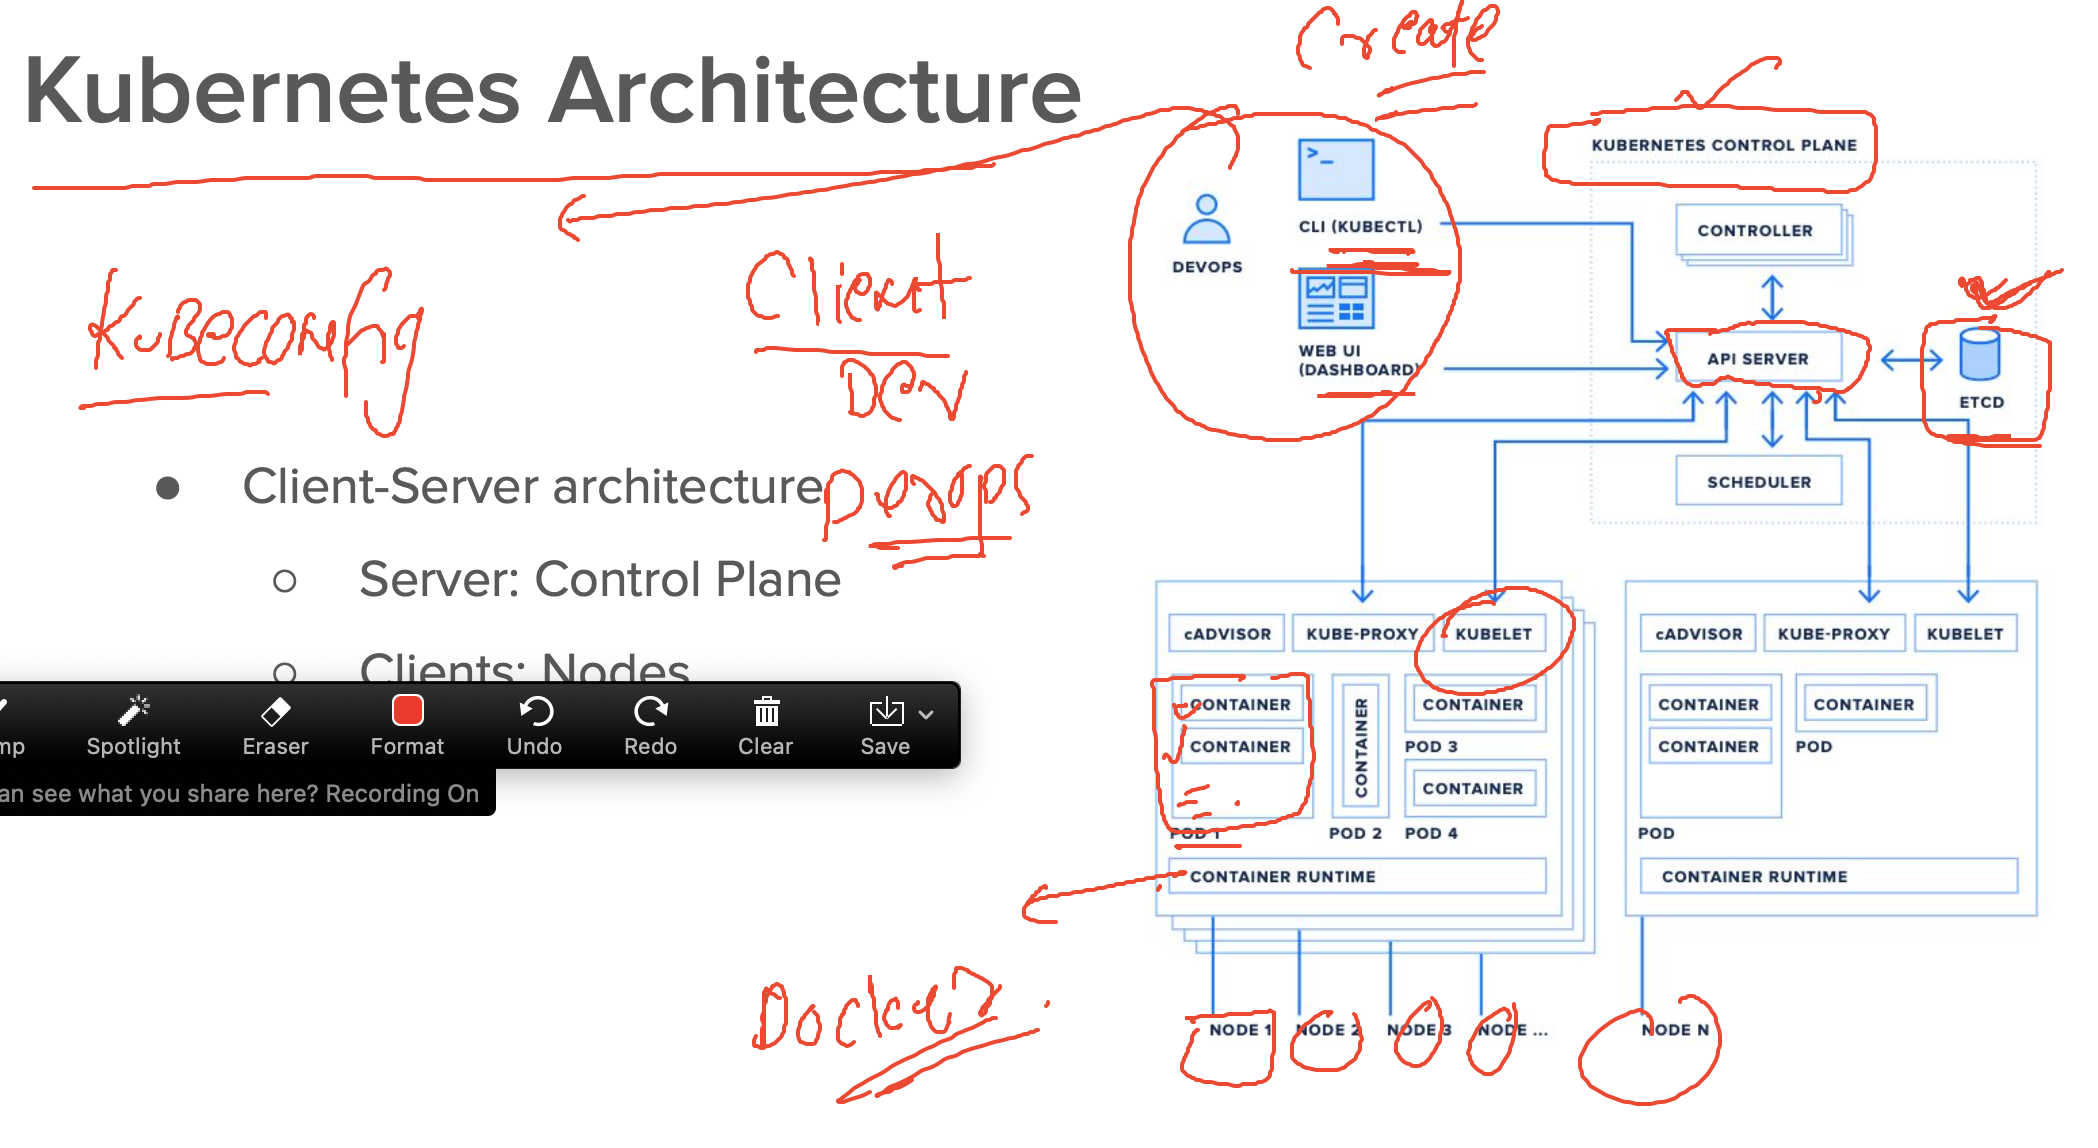 Kubernetes Architecture
Create
Kubeconfig
Client
Dev
Devops
Client-Server architecture
Server: Control Plane
Clients: Nodes
Spotlight
Eraser
Format
Undo
Redo
Clear
Save
an see what you share here? Recording On
Docker
DEVOPS
>_
CLI (KUBECTL)
WEB UI
(DASHBOARD)
KUBERNETES CONTROL PLANE
CONTROLLER
API SERVER
ETCD
SCHEDULER
cADVISOR
KUBE-PROXY
KUBELET
CONTAINER
CONTAINER
POD 1
CONTAINER
POD 2
CONTAINER
POD 3
CONTAINER
POD 4
CONTAINER RUNTIME
cADVISOR
KUBE-PROXY
KUBELET
CONTAINER
CONTAINER
POD
CONTAINER
POD
CONTAINER RUNTIME
NODE 1
NODE 2
NODE 3
NODE ...
NODE N